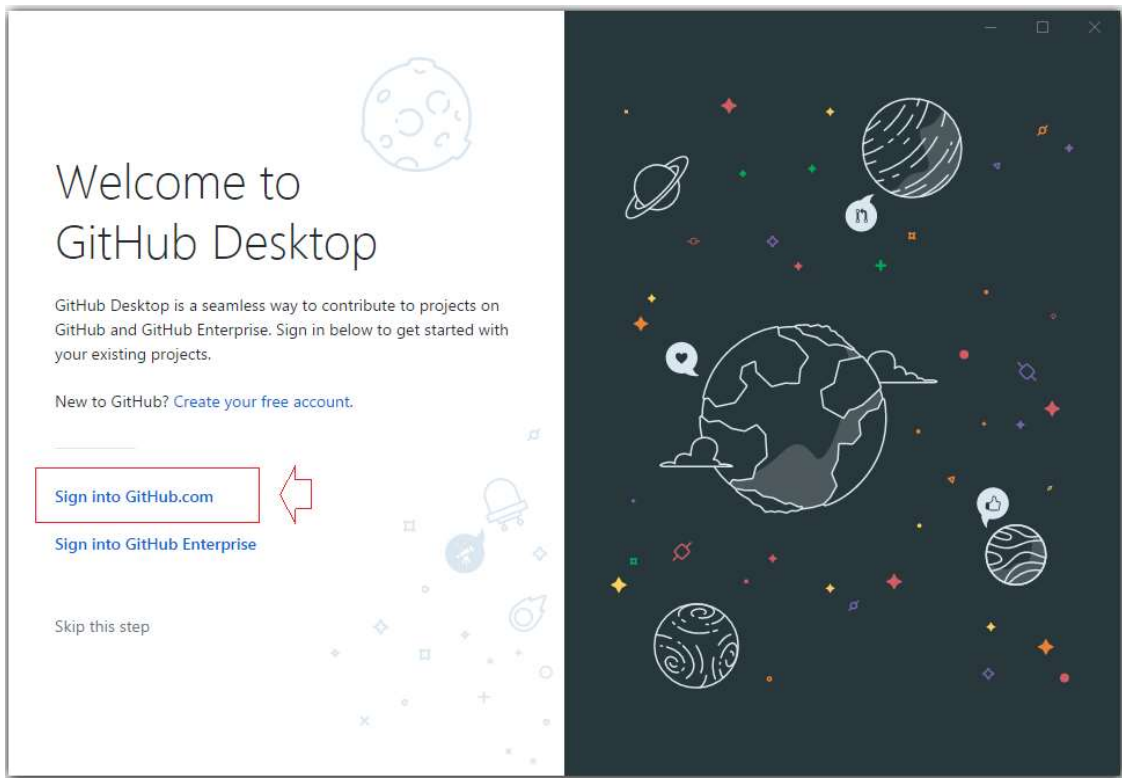 Welcome to
GitHub Desktop
GitHub Desktop is a seamless way to contribute to projects on
GitHub and GitHub Enterprise. Sign in below to get started with
your existing projects.
New to GitHub? Create your free account.
Sign into GitHub.com
Sign into GitHub Enterprise
Skip this step